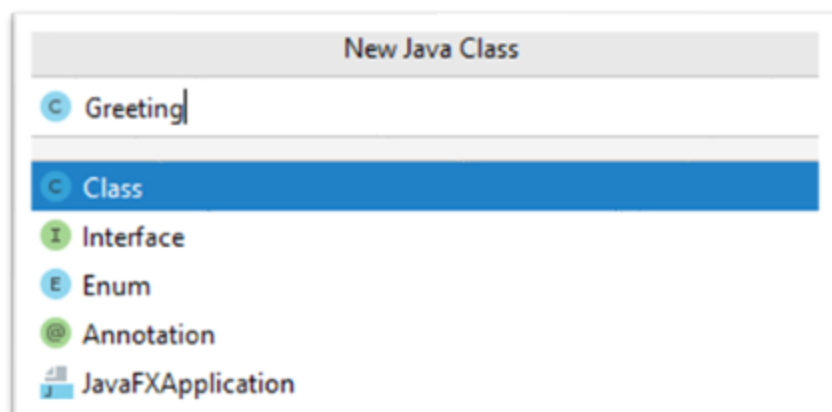 New Java Class
C Greeting
C Class
I Interface
E Enum
@ Annotation
J JavaFXApplication